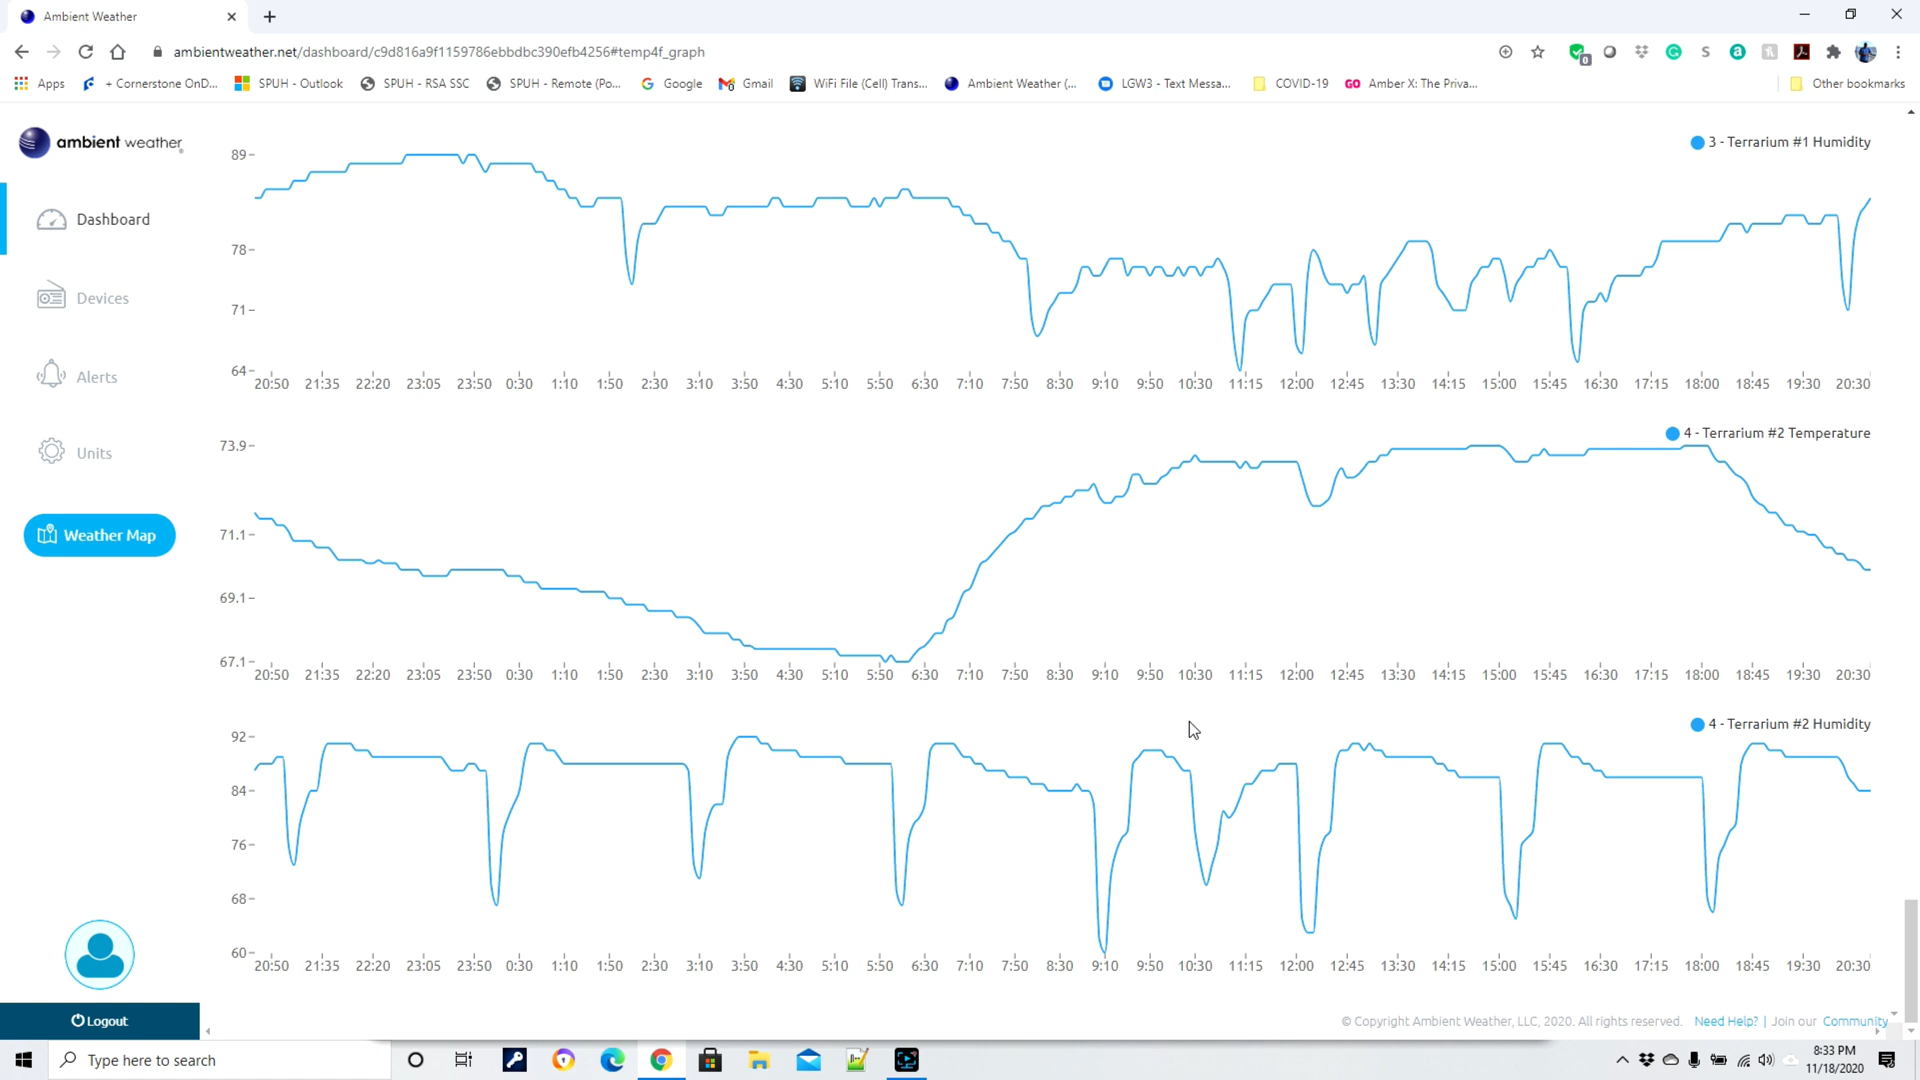 Ambient Weather
ambientweather.net/dashboard/c9d816a9f1159786ebbdbc390efb4256#temp4f_graph
Apps + Cornerstone OnD... SPUH - Outlook SPUH - RSA SSC SPUH - Remote (Po... Google Gmail WiFi File (Cell) Trans... Ambient Weather (... LGW3 - Text Messa... COVID-19 GO Amber X: The Priva... Other bookmarks
ambient weather
Dashboard
Devices
Alerts
Units
Weather Map
Logout
3 - Terrarium #1 Humidity
89
78
71
64
20:50 21:35 22:20 23:05 23:50 0:30 1:10 1:50 2:30 3:10 3:50 4:30 5:10 5:50 6:30 7:10 7:50 8:30 9:10 9:50 10:30 11:15 12:00 12:45 13:30 14:15 15:00 15:45 16:30 17:15 18:00 18:45 19:30 20:30
4 - Terrarium #2 Temperature
73.9
71.1
69.1
67.1
20:50 21:35 22:20 23:05 23:50 0:30 1:10 1:50 2:30 3:10 3:50 4:30 5:10 5:50 6:30 7:10 7:50 8:30 9:10 9:50 10:30 11:15 12:00 12:45 13:30 14:15 15:00 15:45 16:30 17:15 18:00 18:45 19:30 20:30
4 - Terrarium #2 Humidity
92
84
76
68
60
20:50 21:35 22:20 23:05 23:50 0:30 1:10 1:50 2:30 3:10 3:50 4:30 5:10 5:50 6:30 7:10 7:50 8:30 9:10 9:50 10:30 11:15 12:00 12:45 13:30 14:15 15:00 15:45 16:30 17:15 18:00 18:45 19:30 20:30
© Copyright Ambient Weather, LLC, 2020. All rights reserved. Need Help? | Join our Community
Type here to search
8:33 PM
11/18/2020